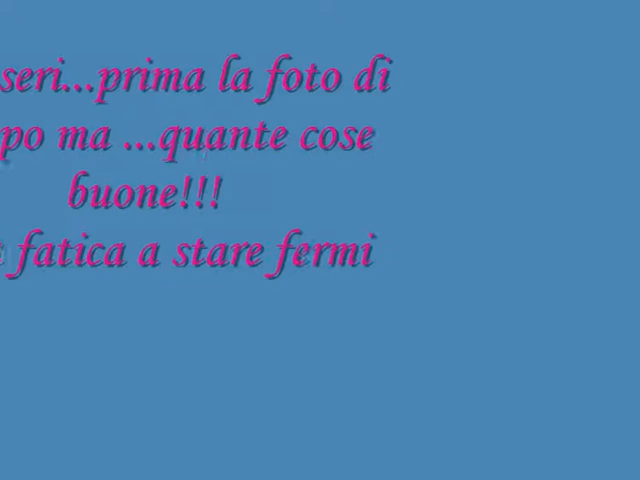 seri...prima la foto di
po ma ...quante cose
buone!!!
fatica a stare fermi